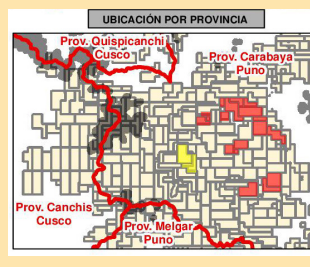 UBICACIÓN POR PROVINCIA
Prov. Quispicanchi
Cusco
Prov. Carabaya
Puno
Prov. Canchis
Cusco
Prov. Melgar
Puno